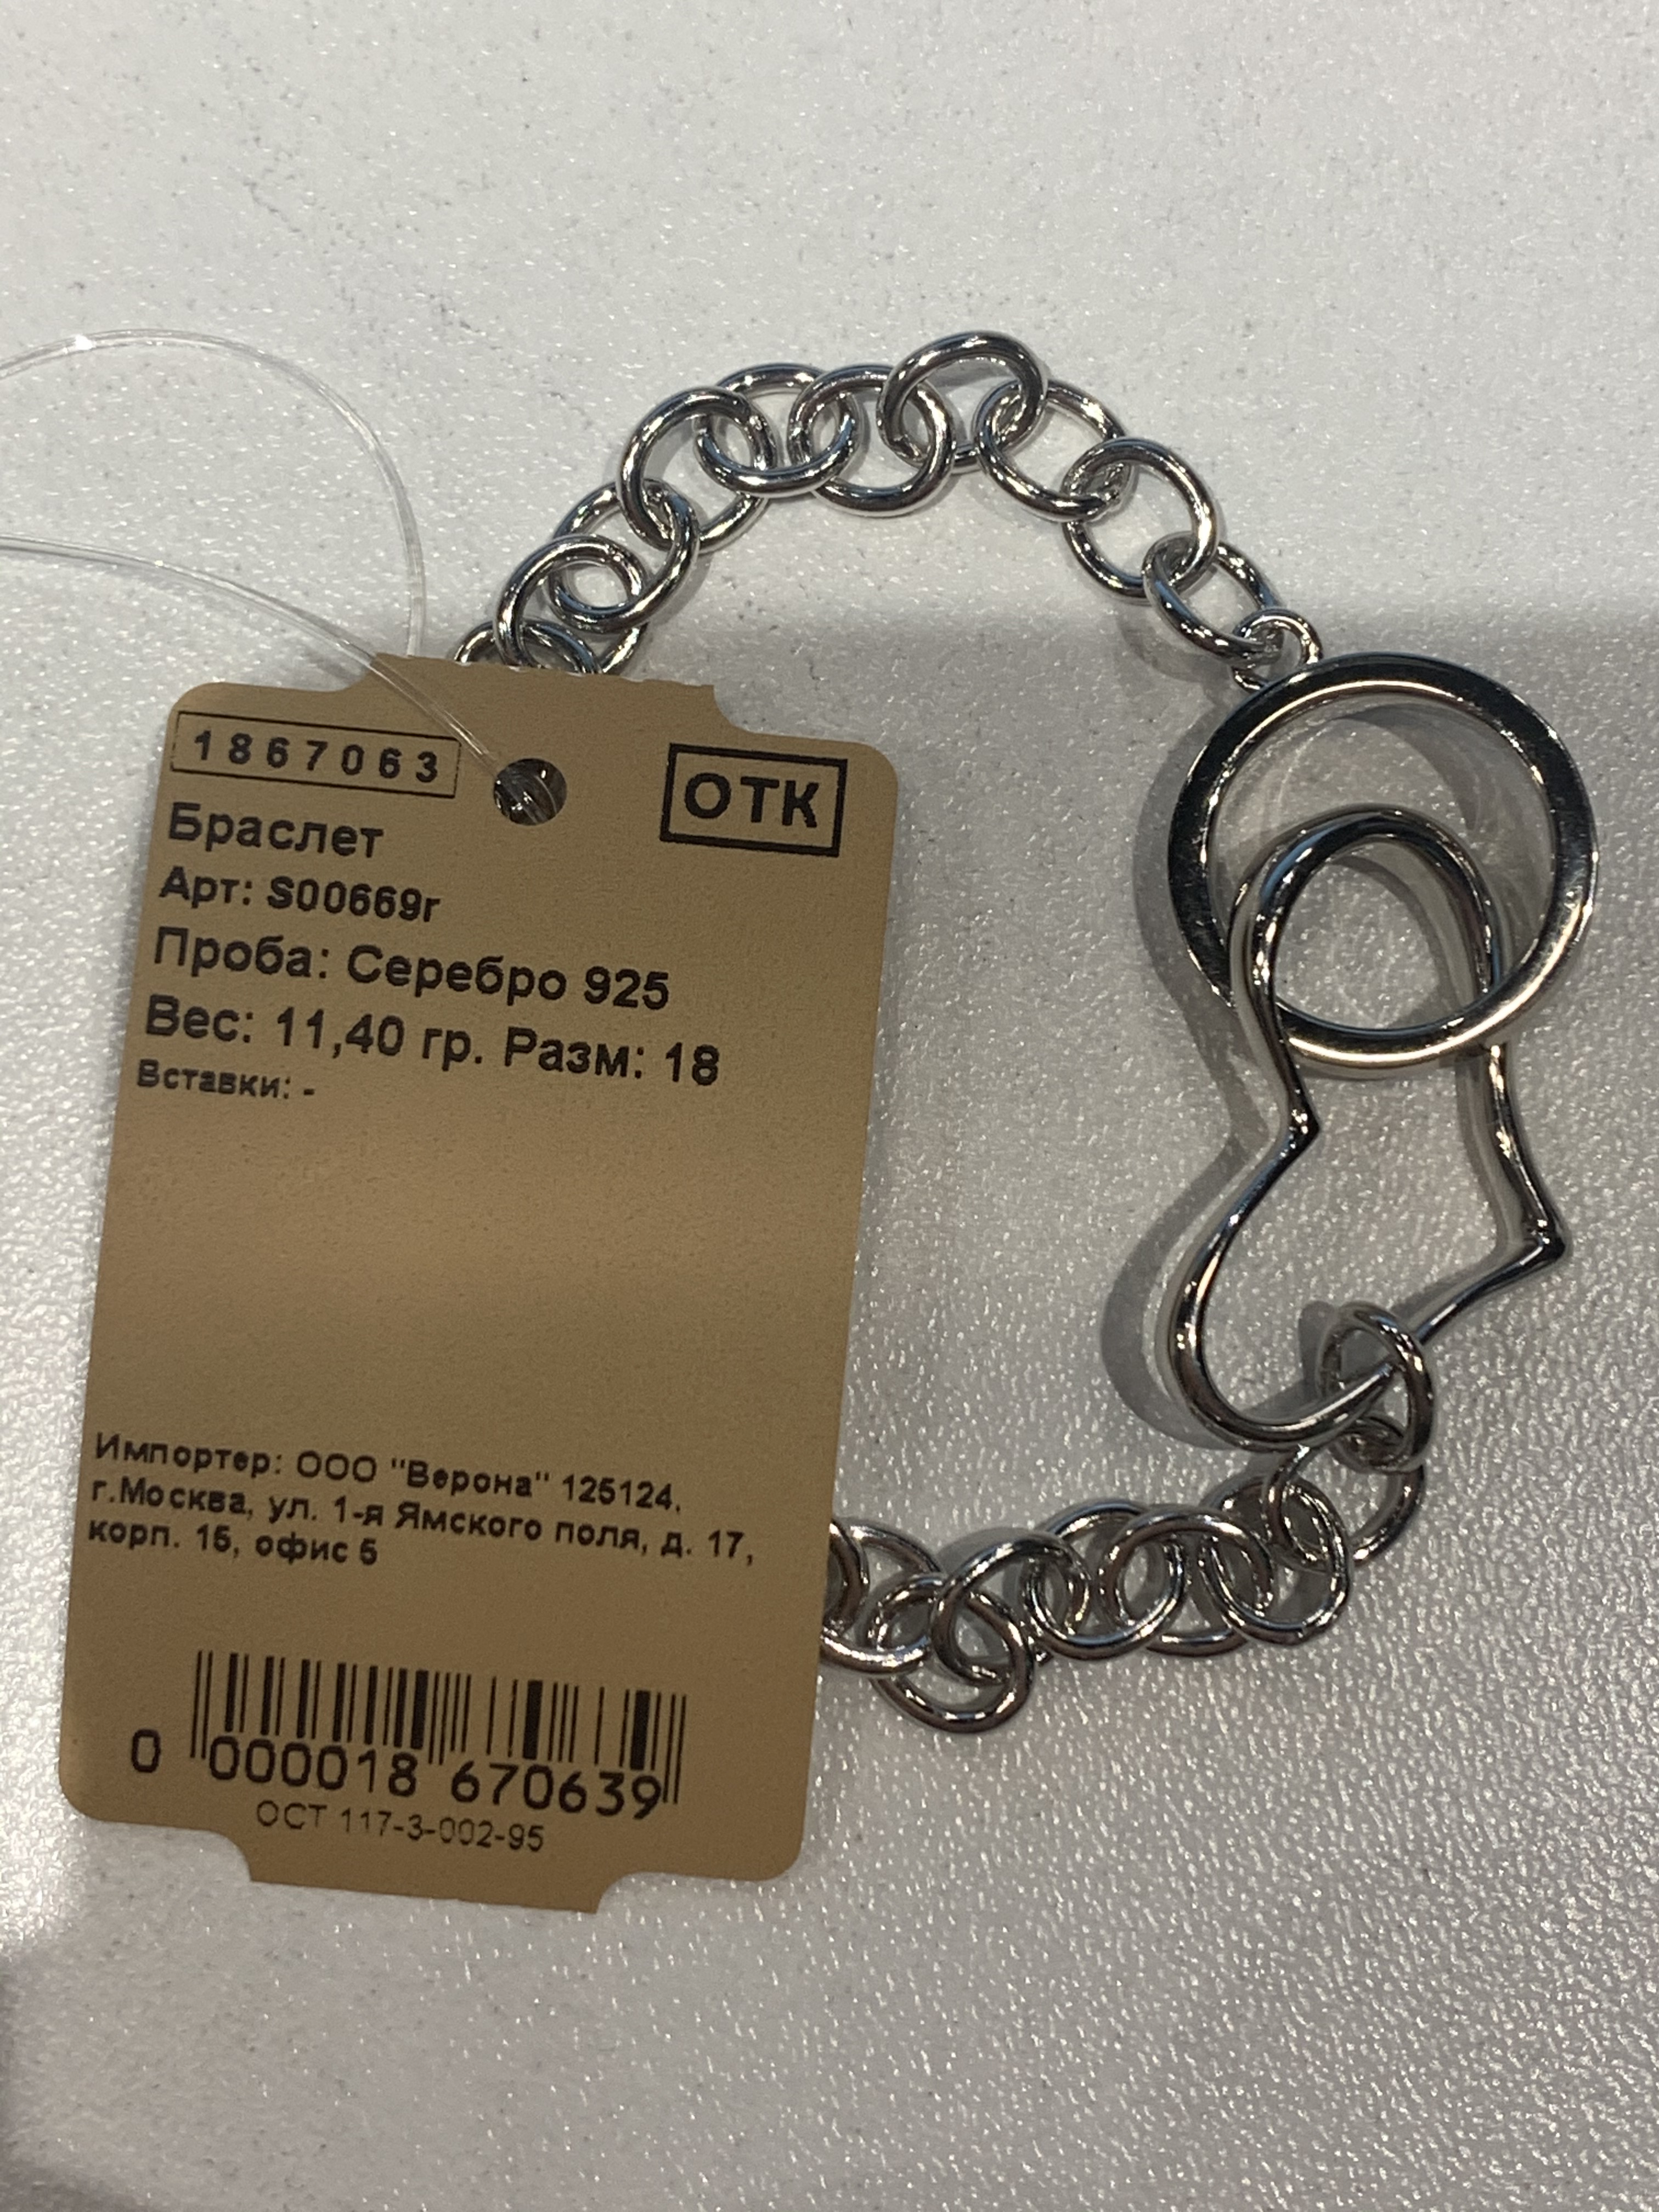 1867063
ОТК
Браслет
Арт: S00669r
Проба: Серебро 925
Вес: 11,40 гр. Разм: 18
Вставки: -
Импортер: ООО "Верона" 125124,
г.Москва, ул. 1-я Ямского поля, д. 17,
корп. 15, офис 5
0 000018 670639
ОСТ 117-3-002-95